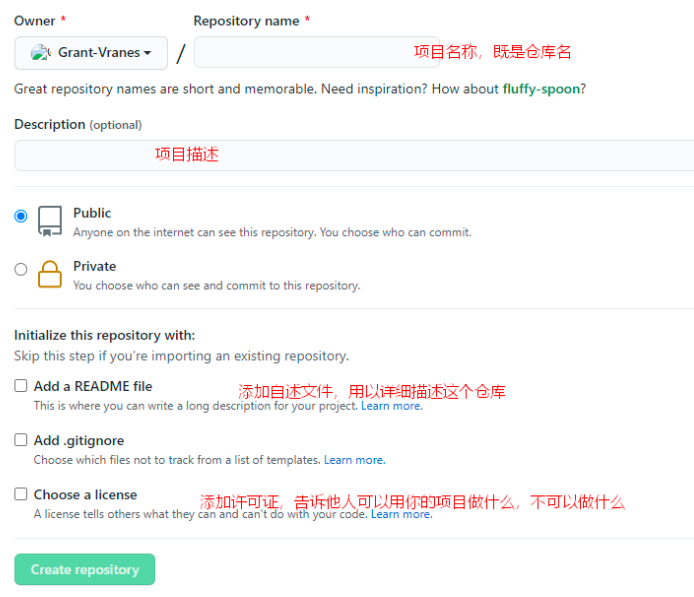 Owner * Repository name *
Grant-Vranes / 项目名称，既是仓库名
Great repository names are short and memorable. Need inspiration? How about fluffy-spoon?
Description (optional)
项目描述
Public
Anyone on the internet can see this repository. You choose who can commit.
Private
You choose who can see and commit to this repository.
Initialize this repository with:
Skip this step if you're importing an existing repository.
Add a README file
添加自述文件，用以详细描述这个仓库
This is where you can write a long description for your project. Learn more.
Add .gitignore
Choose which files not to track from a list of templates. Learn more.
Choose a license
添加许可证，告诉他人可以用你的项目做什么，不可以做什么
A license tells others what they can and can't do with your code. Learn more.
Create repository